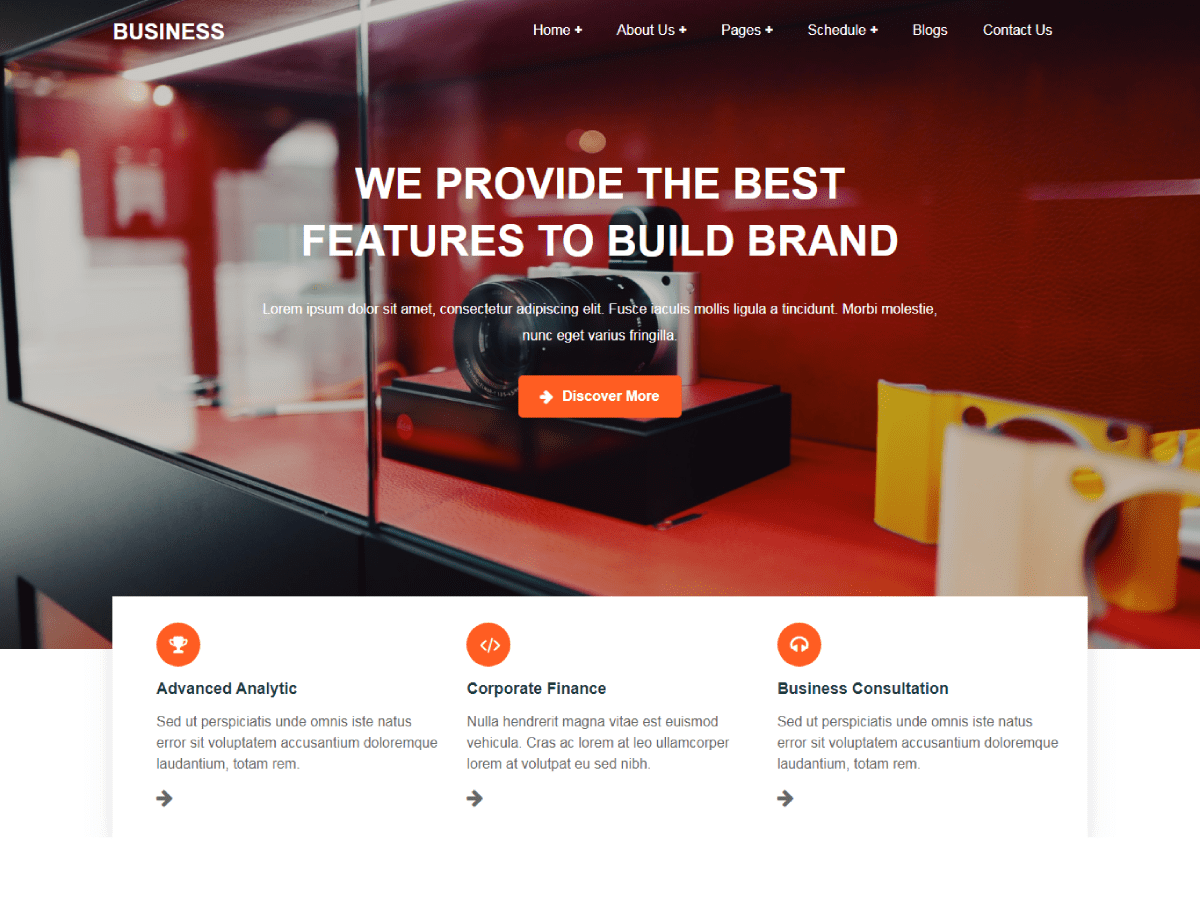 BUSINESS
Home + About Us + Pages + Schedule + Blogs Contact Us
WE PROVIDE THE BEST
FEATURES TO BUILD BRAND
Lorem ipsum dolor sit amet, consectetur adipiscing elit. Fusce iaculis mollis ligula a tincidunt. Morbi molestie,
nunc eget varius fringilla.
Discover More
Advanced Analytic
Sed ut perspiciatis unde omnis iste natus
error sit voluptatem accusantium doloremque
laudantium, totam rem.
Corporate Finance
Nulla hendrerit magna vitae est euismod
vehicula. Cras ac lorem at leo ullamcorper
lorem at volutpat eu sed nibh.
Business Consultation
Sed ut perspiciatis unde omnis iste natus
error sit voluptatem accusantium doloremque
laudantium, totam rem.